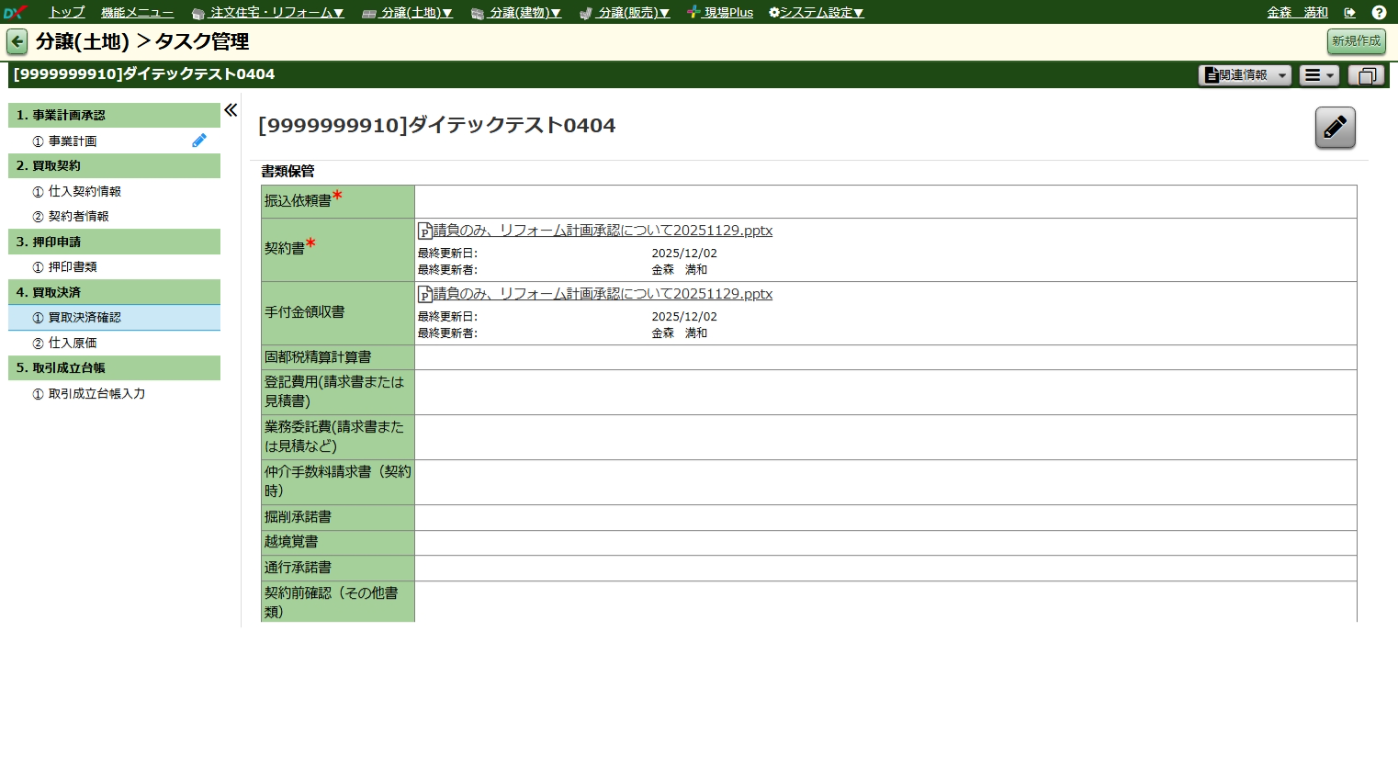 DX トップ 機能メニュー 注文住宅・リフォーム▼ 分譲(土地)▼ 分譲(建物)▼ 分譲(販売)▼ 現場Plus システム設定▼ 金森 満和 ?
分譲(土地) ＞タスク管理 新規作成
[9999999910]ダイテックテスト0404 関連情報
1. 事業計画承認
① 事業計画
2. 買取契約
① 仕入契約情報
② 契約者情報
3. 押印申請
① 押印書類
4. 買取決済
① 買取決済確認
② 仕入原価
5. 取引成立台帳
① 取引成立台帳入力
[9999999910]ダイテックテスト0404
書類保管
振込依頼書*
契約書*
請負のみ、リフォーム計画承認について20251129.pptx
最終更新日: 2025/12/02
最終更新者: 金森 満和
手付金領収書
請負のみ、リフォーム計画承認について20251129.pptx
最終更新日: 2025/12/02
最終更新者: 金森 満和
固都税精算計算書
登記費用(請求書または
見積書)
業務委託費(請求書また
は見積など)
仲介手数料請求書（契約
時）
掘削承諾書
越境覚書
通行承諾書
契約前確認（その他書
類）